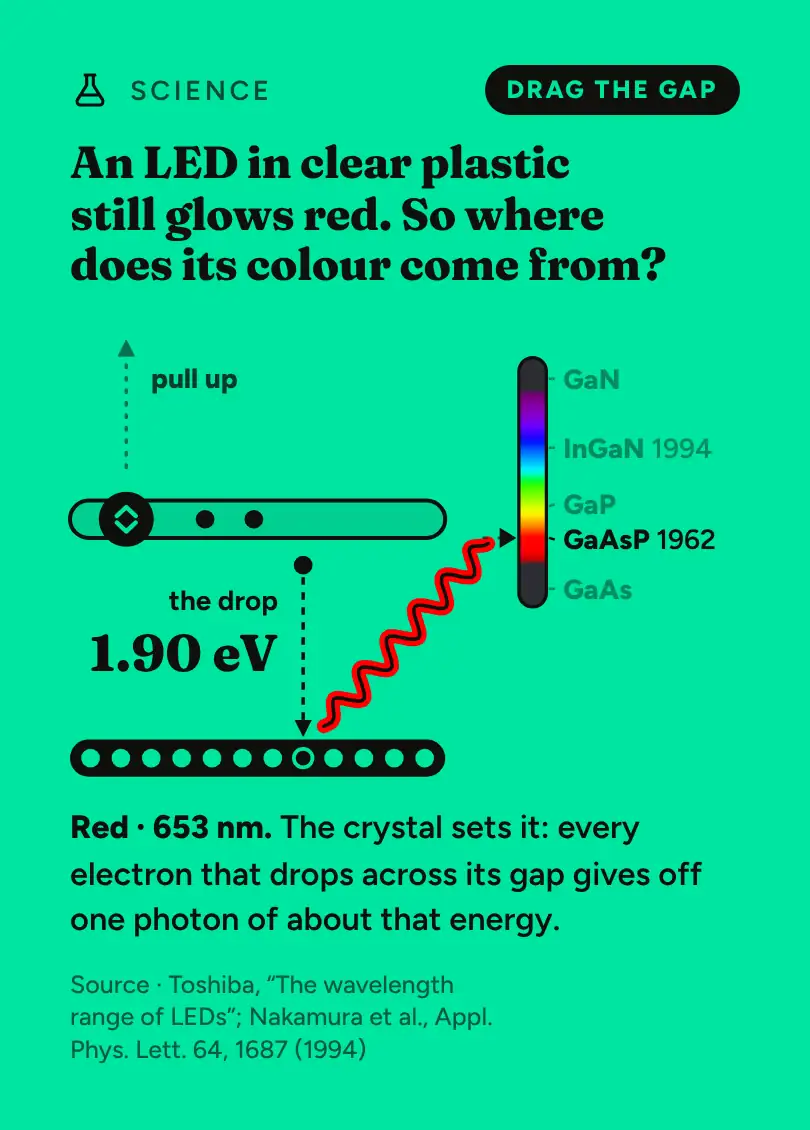 SCIENCE
DRAG THE GAP
An LED in clear plastic
still glows red. So where
does its colour come from?
pull up
GaN
InGaN 1994
GaP
GaAsP 1962
GaAs
the drop
1.90 eV
Red · 653 nm. The crystal sets it: every
electron that drops across its gap gives off
one photon of about that energy.
Source · Toshiba, “The wavelength
range of LEDs”; Nakamura et al., Appl.
Phys. Lett. 64, 1687 (1994)